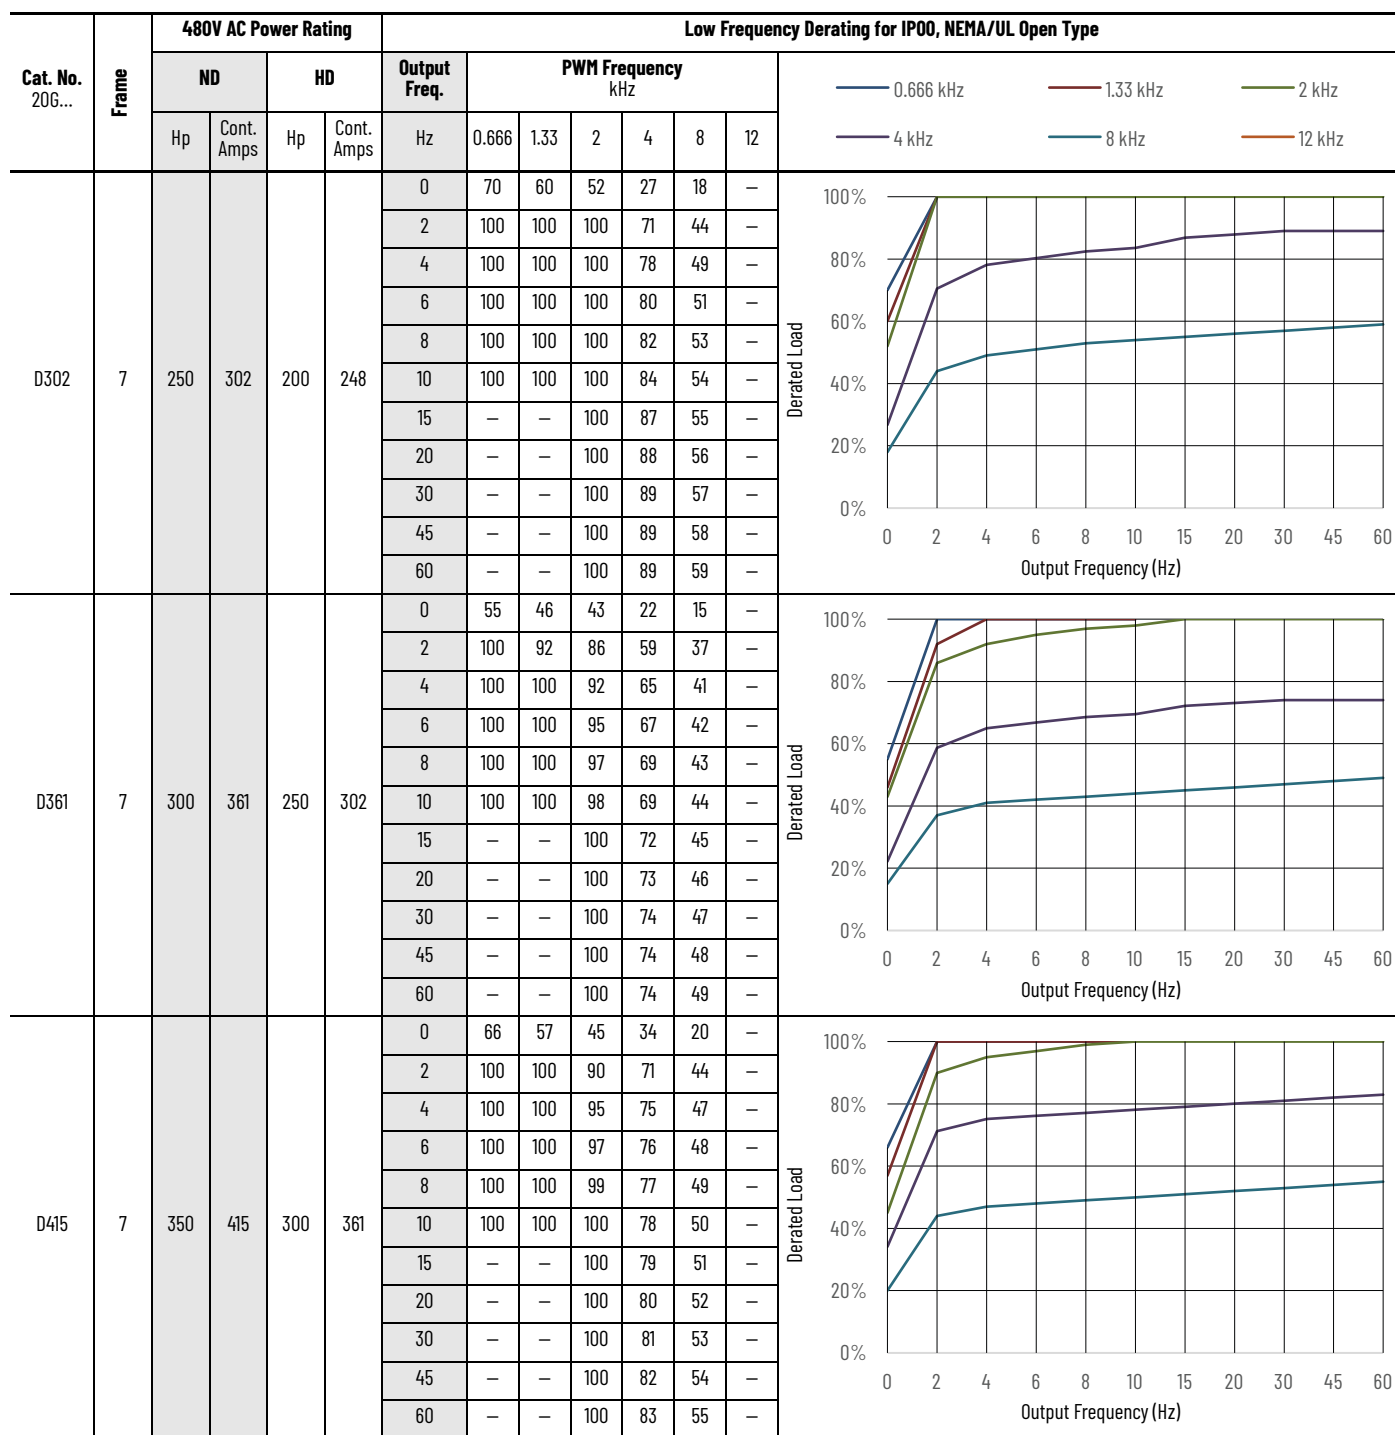 480V AC Power Rating Low Frequency Derating for IP00, NEMA/UL Open Type
Cat. No. 20G... Frame ND HD Output Freq. PWM Frequency kHz
0.666 kHz 1.33 kHz 2 kHz
4 kHz 8 kHz 12 kHz
Hp Cont. Amps Hp Cont. Amps Hz 0.666 1.33 2 4 8 12
D302 7 250 302 200 248
0 70 60 52 27 18 –
2 100 100 100 71 44 –
4 100 100 100 78 49 –
6 100 100 100 80 51 –
8 100 100 100 82 53 –
10 100 100 100 84 54 –
15 – – 100 87 55 –
20 – – 100 88 56 –
30 – – 100 89 57 –
45 – – 100 89 58 –
60 – – 100 89 59 –
Derated Load
100%
80%
60%
40%
20%
0%
0 2 4 6 8 10 15 20 30 45 60
Output Frequency (Hz)
D361 7 300 361 250 302
0 55 46 43 22 15 –
2 100 92 86 59 37 –
4 100 100 92 65 41 –
6 100 100 95 67 42 –
8 100 100 97 69 43 –
10 100 100 98 69 44 –
15 – – 100 72 45 –
20 – – 100 73 46 –
30 – – 100 74 47 –
45 – – 100 74 48 –
60 – – 100 74 49 –
Derated Load
100%
80%
60%
40%
20%
0%
0 2 4 6 8 10 15 20 30 45 60
Output Frequency (Hz)
D415 7 350 415 300 361
0 66 57 45 34 20 –
2 100 100 90 71 44 –
4 100 100 95 75 47 –
6 100 100 97 76 48 –
8 100 100 99 77 49 –
10 100 100 100 78 50 –
15 – – 100 79 51 –
20 – – 100 80 52 –
30 – – 100 81 53 –
45 – – 100 82 54 –
60 – – 100 83 55 –
Derated Load
100%
80%
60%
40%
20%
0%
0 2 4 6 8 10 15 20 30 45 60
Output Frequency (Hz)